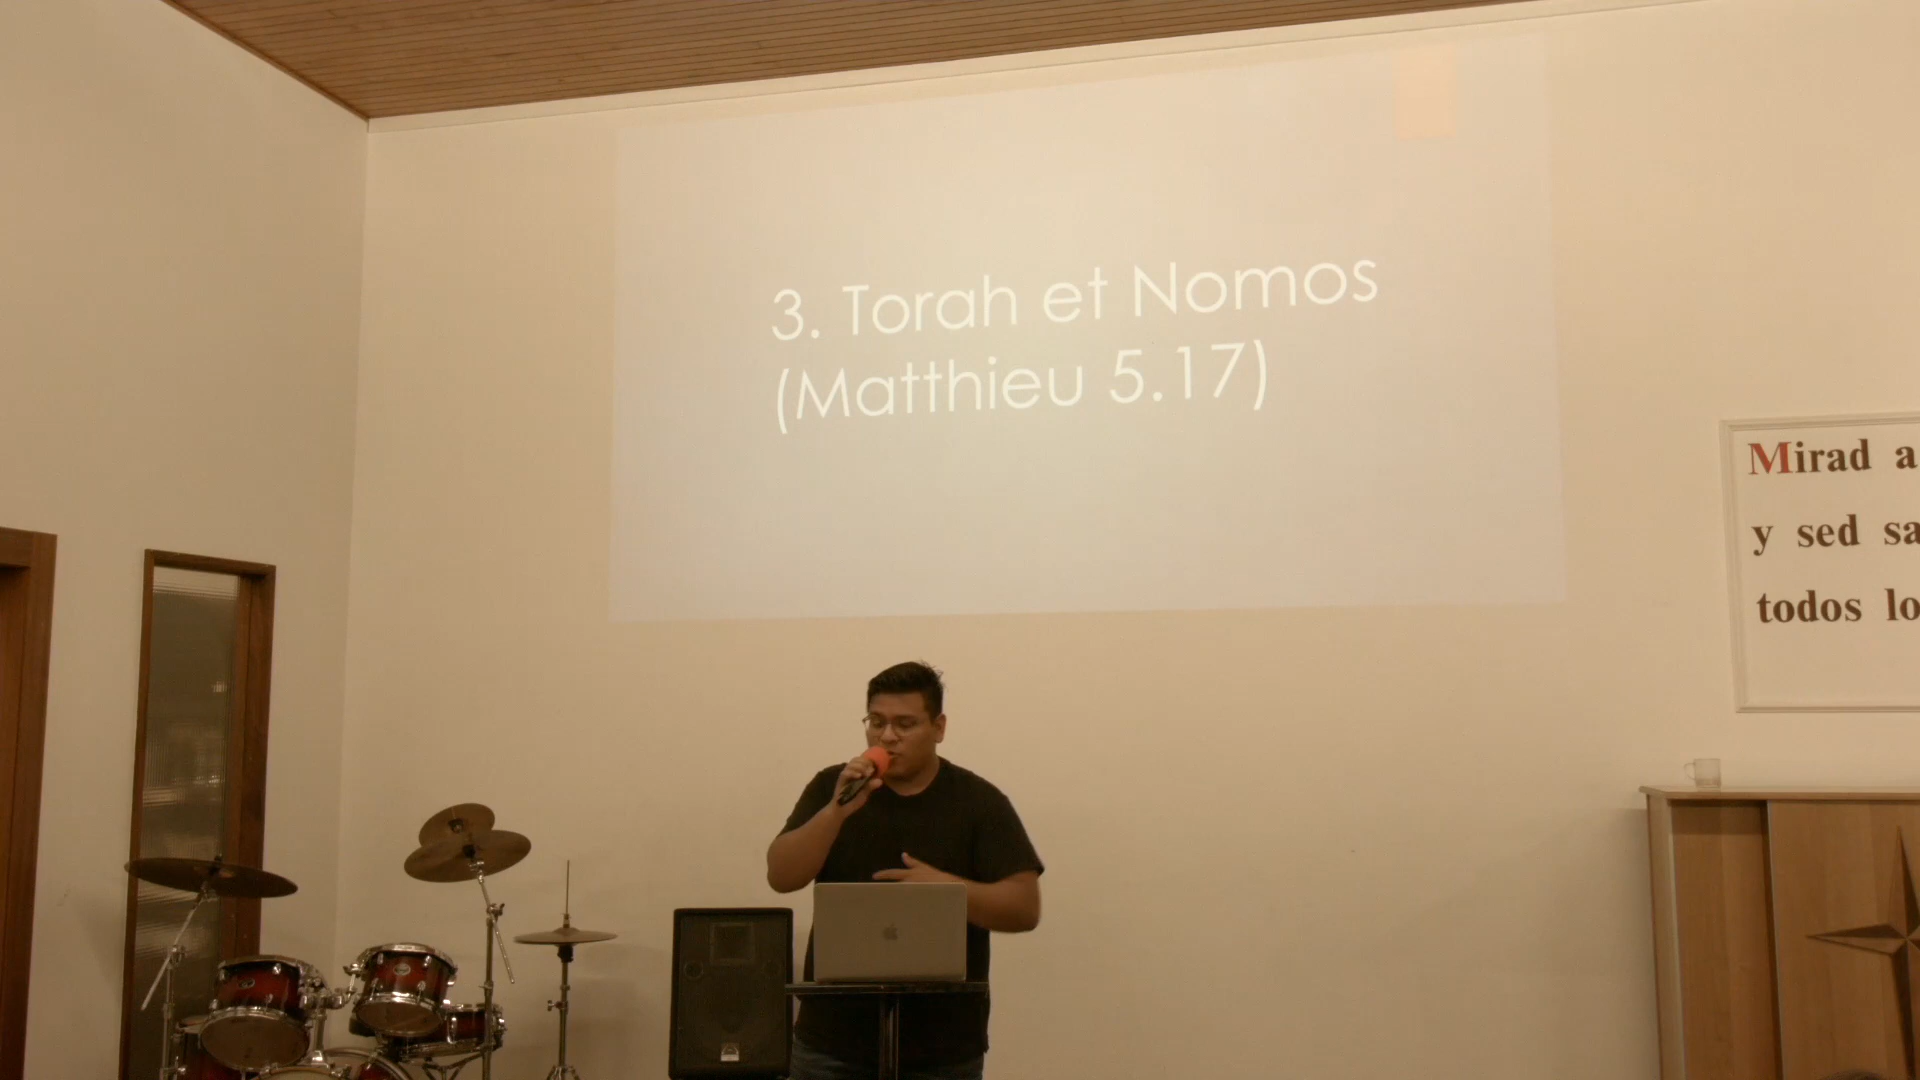 3. Torah et Nomos
(Matthieu 5.17)
Mirad a
y sed sa
todos lo